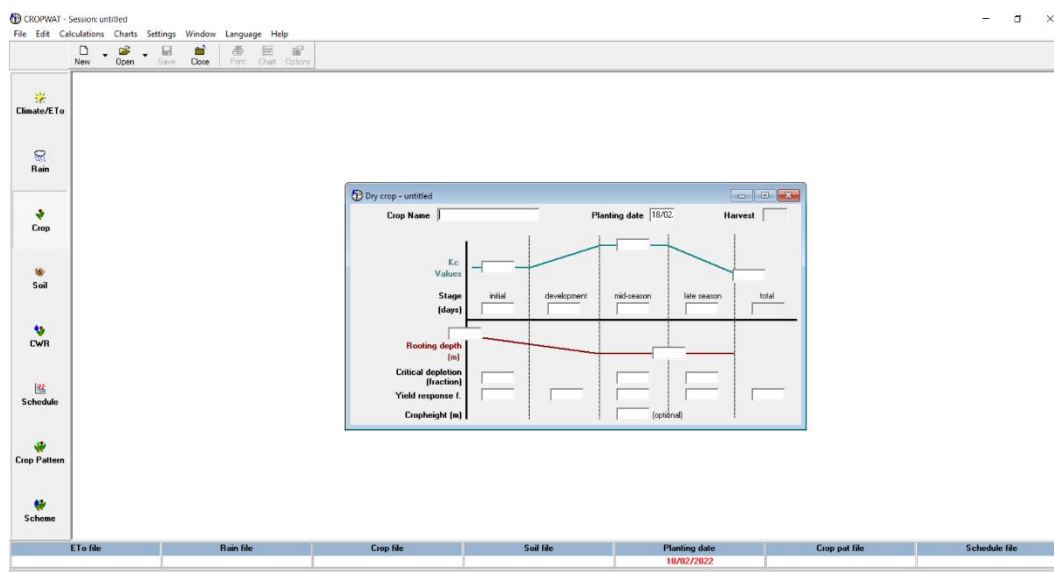 CROPWAT - Session: untitled
File Edit Calculations Charts Settings Window Language Help
New Open Save Close Print Chart Options
Climate/ETo
Rain
Crop
Soil
CWR
Schedule
Crop Pattern
Scheme
Dry crop - untitled
Crop Name Planting date 18/02. Harvest
Kc
Values
Stage initial development mid-season late season total
(days)
Rooting depth
(m)
Critical depletion
(fraction)
Yield response f.
Cropheight (m) (optional)
ETo file Rain file Crop file Soil file Planting date Crop pat file Schedule file
18/02/2022